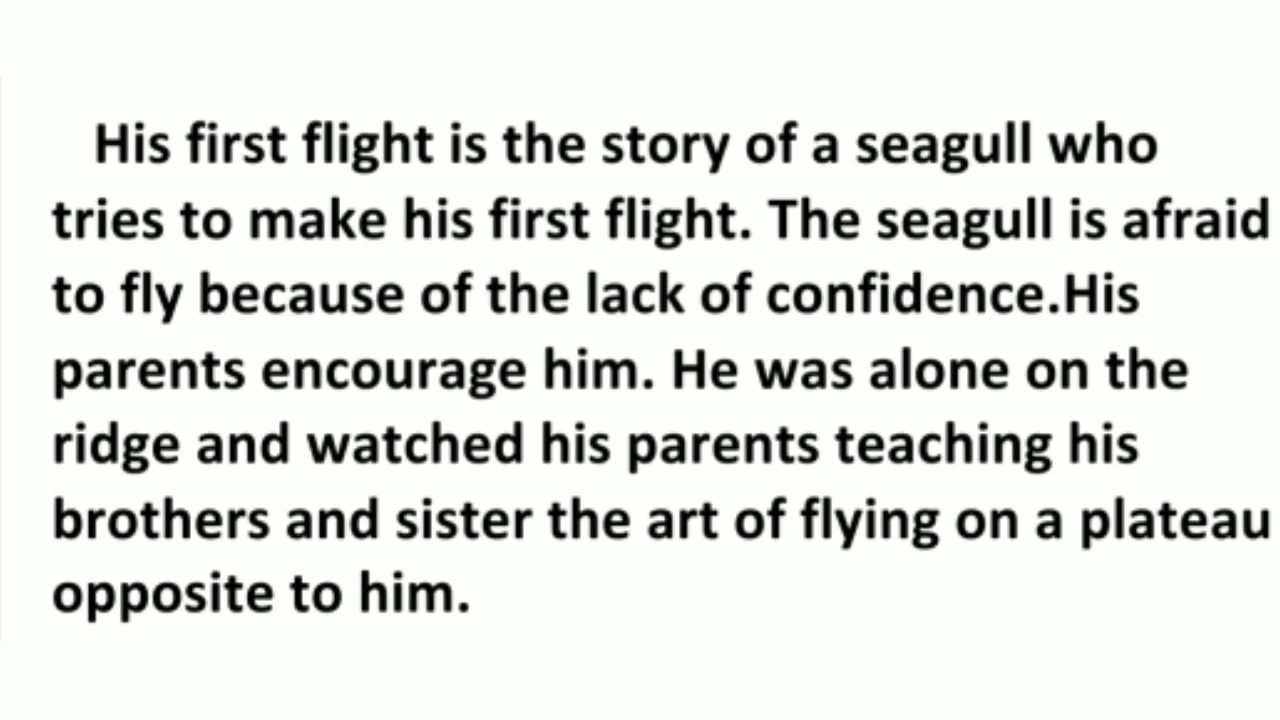 His first flight is the story of a seagull who
tries to make his first flight. The seagull is afraid
to fly because of the lack of confidence.His
parents encourage him. He was alone on the
ridge and watched his parents teaching his
brothers and sister the art of flying on a plateau
opposite to him.